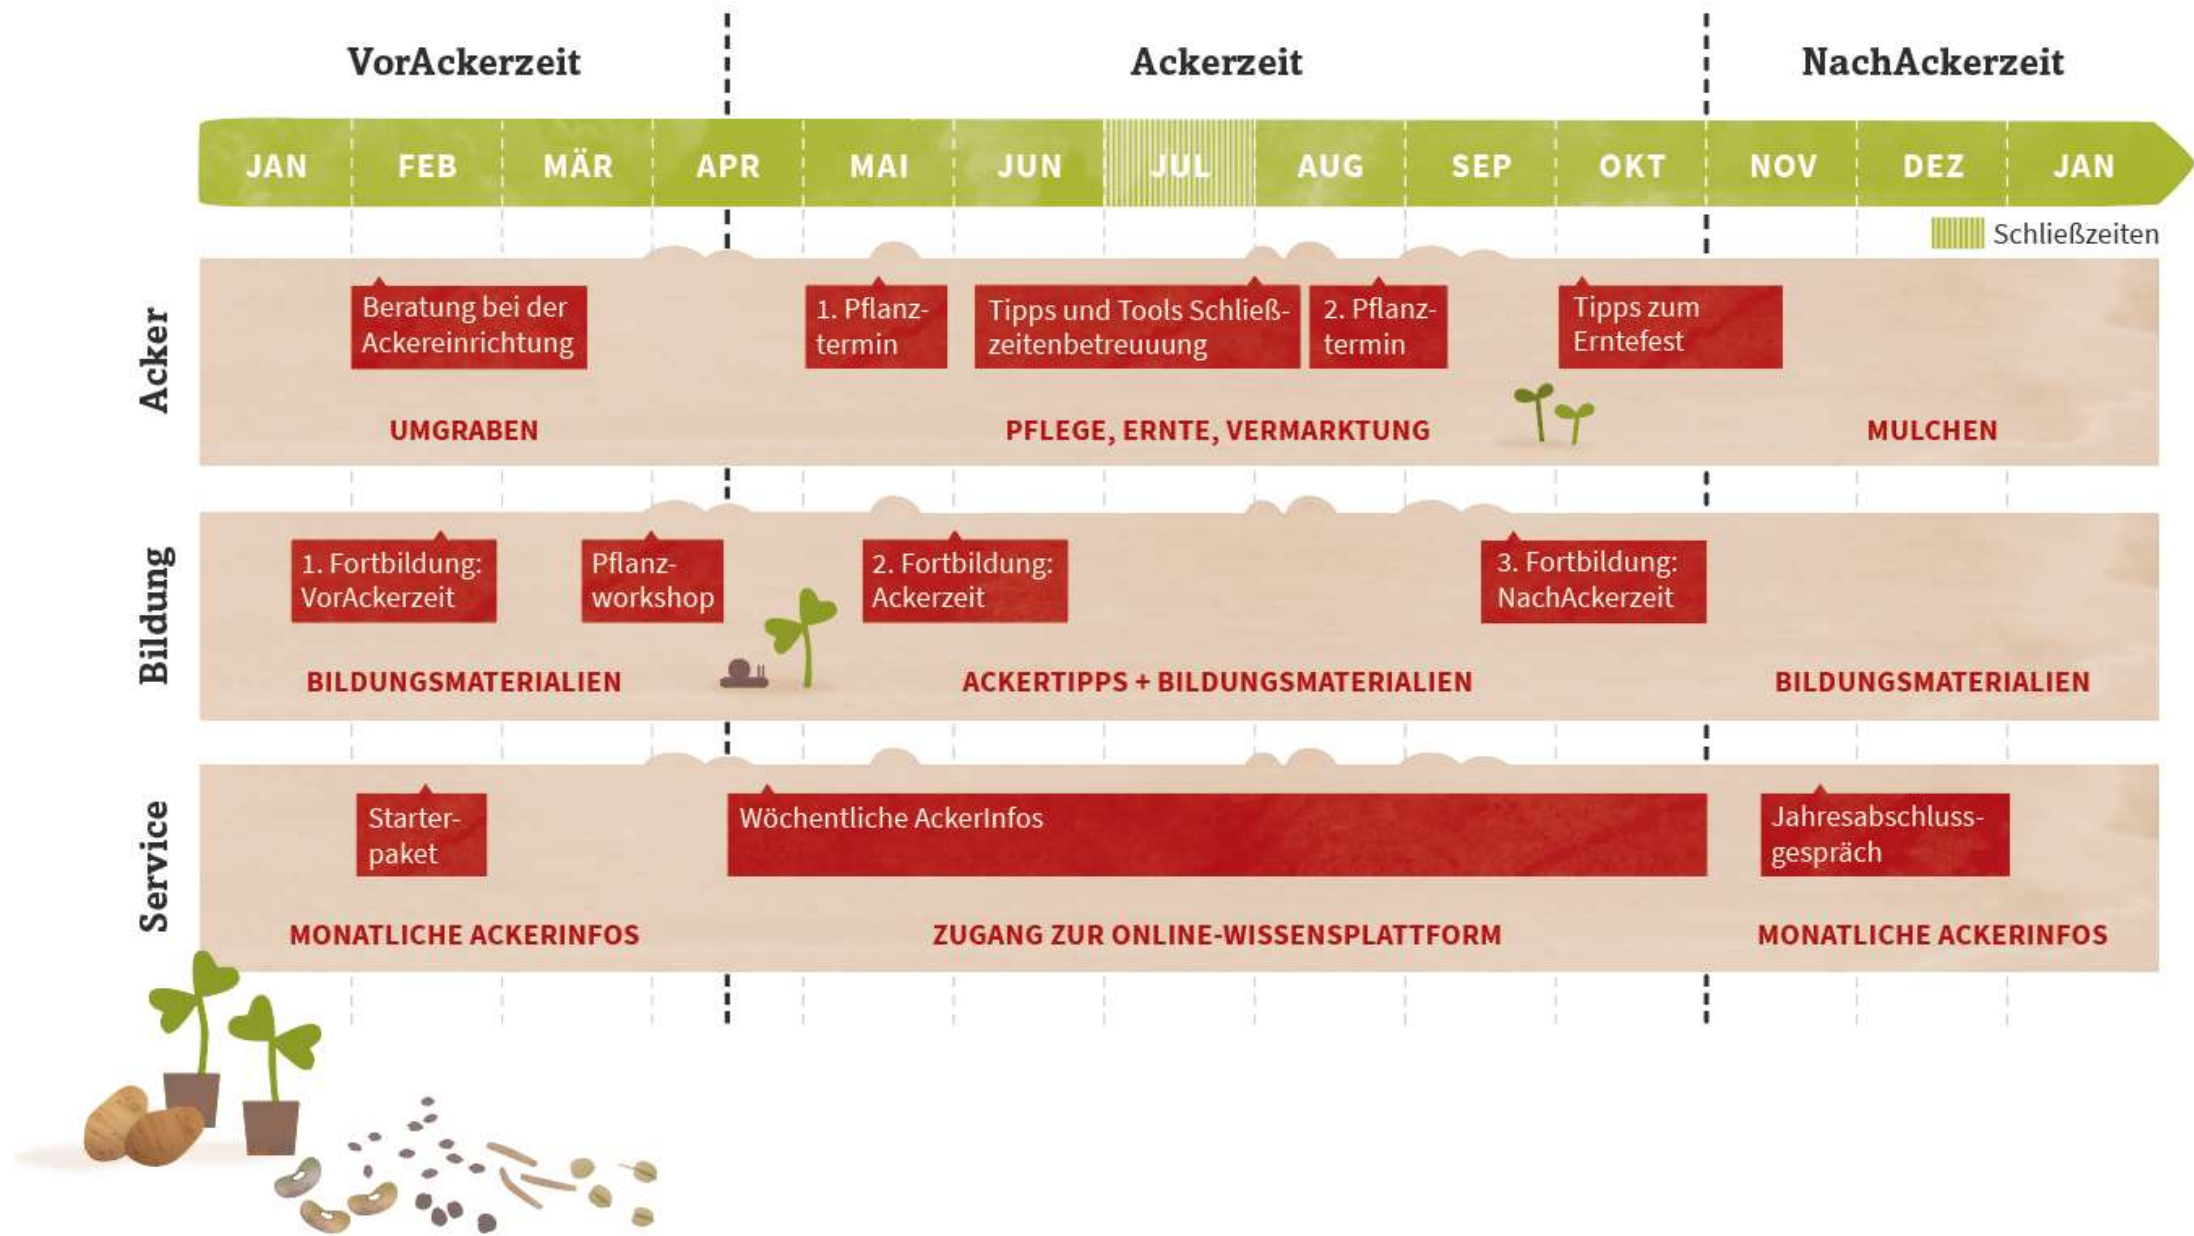 VorAckerzeit
Ackerzeit
NachAckerzeit
JAN
FEB
MÄR
APR
MAI
JUN
JUL
AUG
SEP
OKT
NOV
DEZ
JAN
Schließzeiten
Acker
Beratung bei der
Ackereinrichtung
1. Pflanz-
termin
Tipps und Tools Schließ-
zeitenbetreuuung
2. Pflanz-
termin
Tipps zum
Erntefest
UMGRABEN
PFLEGE, ERNTE, VERMARKTUNG
MULCHEN
Bildung
1. Fortbildung:
VorAckerzeit
Pflanz-
workshop
2. Fortbildung:
Ackerzeit
3. Fortbildung:
NachAckerzeit
BILDUNGSMATERIALIEN
ACKERTIPPS + BILDUNGSMATERIALIEN
BILDUNGSMATERIALIEN
Service
Starter-
paket
Wöchentliche AckerInfos
Jahresabschluss-
gespräch
MONATLICHE ACKERINFOS
ZUGANG ZUR ONLINE-WISSENSPLATTFORM
MONATLICHE ACKERINFOS